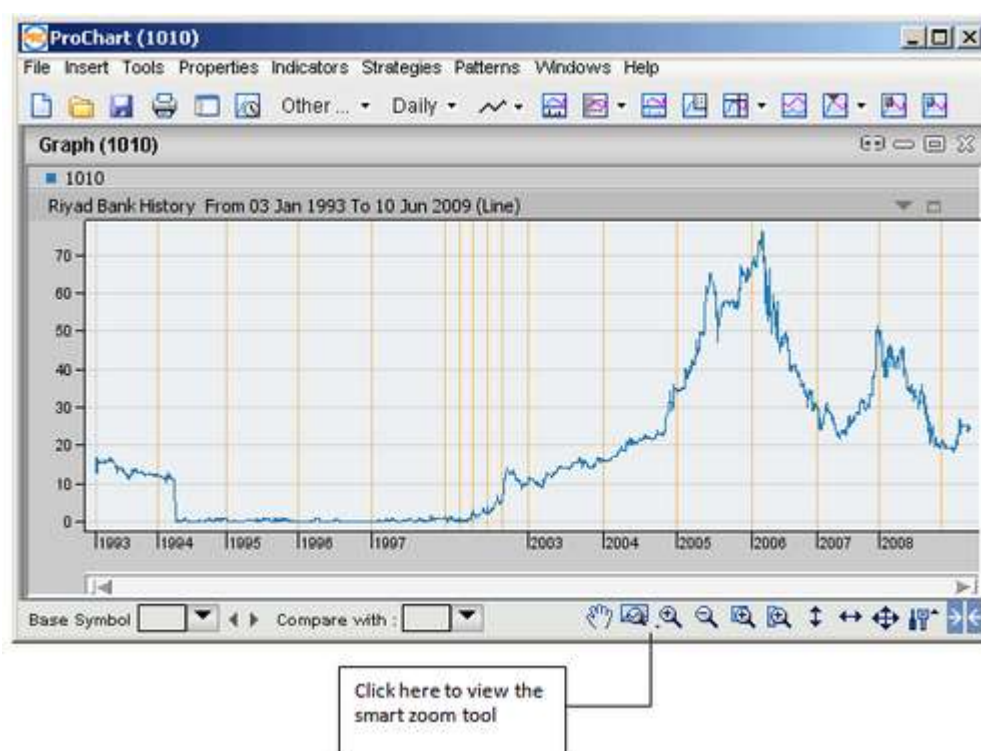 ProChart (1010)
File Insert Tools Properties Indicators Strategies Patterns Windows Help
Other ... Daily
Graph (1010)
1010
Riyad Bank History From 03 Jan 1993 To 10 Jun 2009 (Line)
70
60
50
40
30
20
10
0
1993 1994 1995 1996 1997 2003 2004 2005 2006 2007 2008
Base Symbol Compare with :
Click here to view the
smart zoom tool